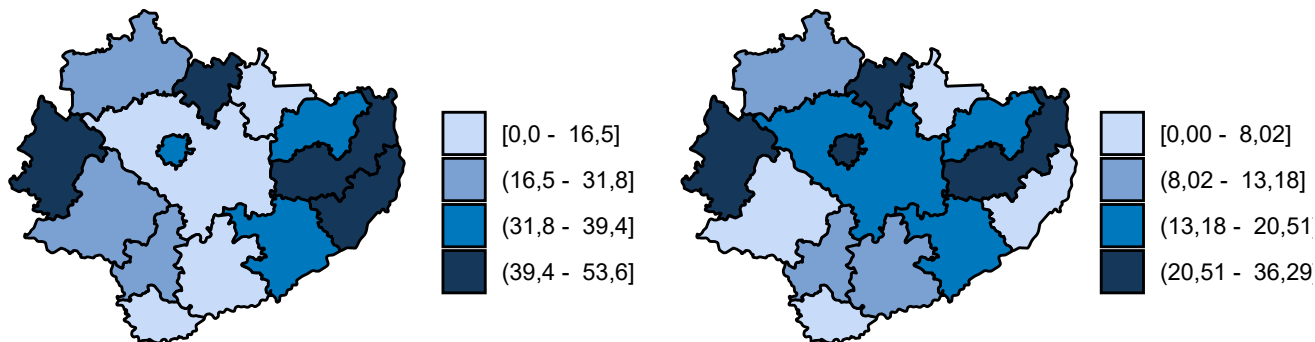 [0,0 - 16,5]
(16,5 - 31,8]
(31,8 - 39,4]
(39,4 - 53,6]
[0,00 - 8,02]
(8,02 - 13,18]
(13,18 - 20,51]
(20,51 - 36,29]